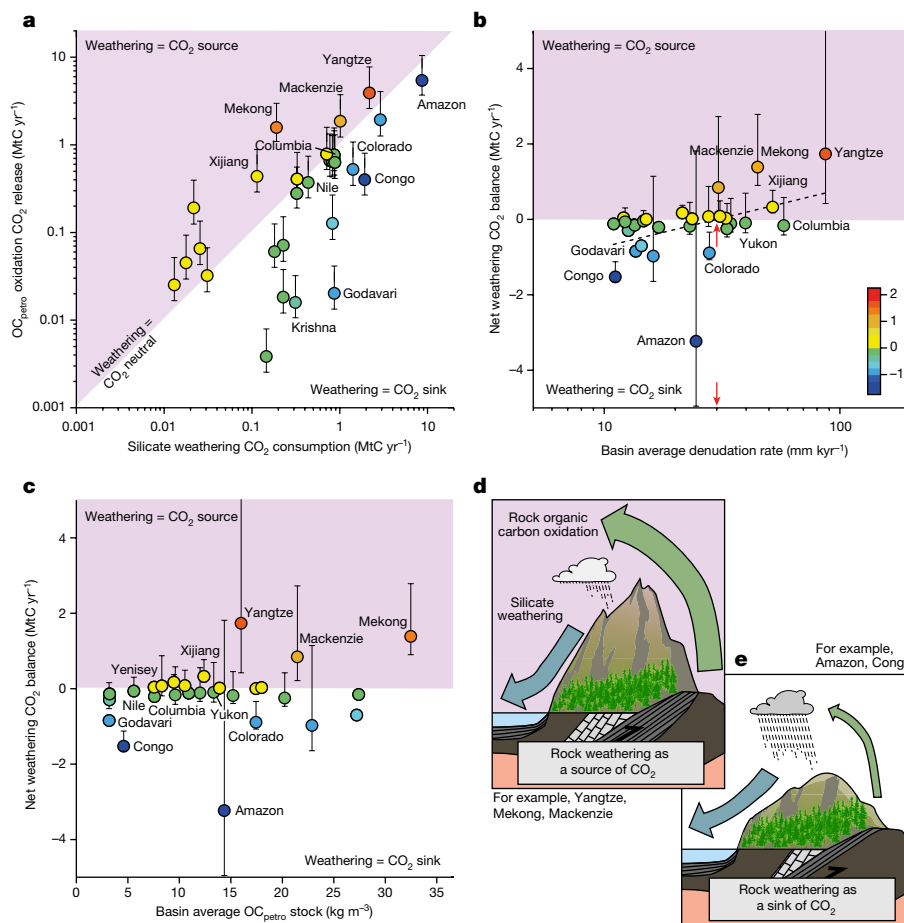 a
Weathering = CO2 source
Yangtze
Mackenzie
Amazon
Mekong
Columbia
Colorado
Xijiang
Congo
Nile
Godavari
Krishna
Weathering =
CO2 neutral
Weathering = CO2 sink
10
1
0.1
0.01
0.001
0.001
0.01
0.1
1
10
OCpetro oxidation CO2 release (MtC yr−1)
Silicate weathering CO2 consumption (MtC yr−1)
b
Weathering = CO2 source
Mackenzie
Mekong
Yangtze
Xijiang
Columbia
Yukon
Godavari
Colorado
Congo
Amazon
Weathering = CO2 sink
4
2
0
−2
−4
10
100
2
1
0
−1
Net weathering CO2 balance (MtC yr−1)
Basin average denudation rate (mm kyr−1)
c
Weathering = CO2 source
Yangtze
Mekong
Mackenzie
Xijiang
Yenisey
Nile
Columbia
Yukon
Godavari
Colorado
Congo
Amazon
Weathering = CO2 sink
4
2
0
−2
−4
0
5
10
15
20
25
30
35
Net weathering CO2 balance (MtC yr−1)
Basin average OCpetro stock (kg m−3)
d
Rock organic
carbon oxidation
Silicate
weathering
Rock weathering as
a source of CO2
For example, Yangtze,
Mekong, Mackenzie
e
For example,
Amazon, Cong
Rock weathering as
a sink of CO2